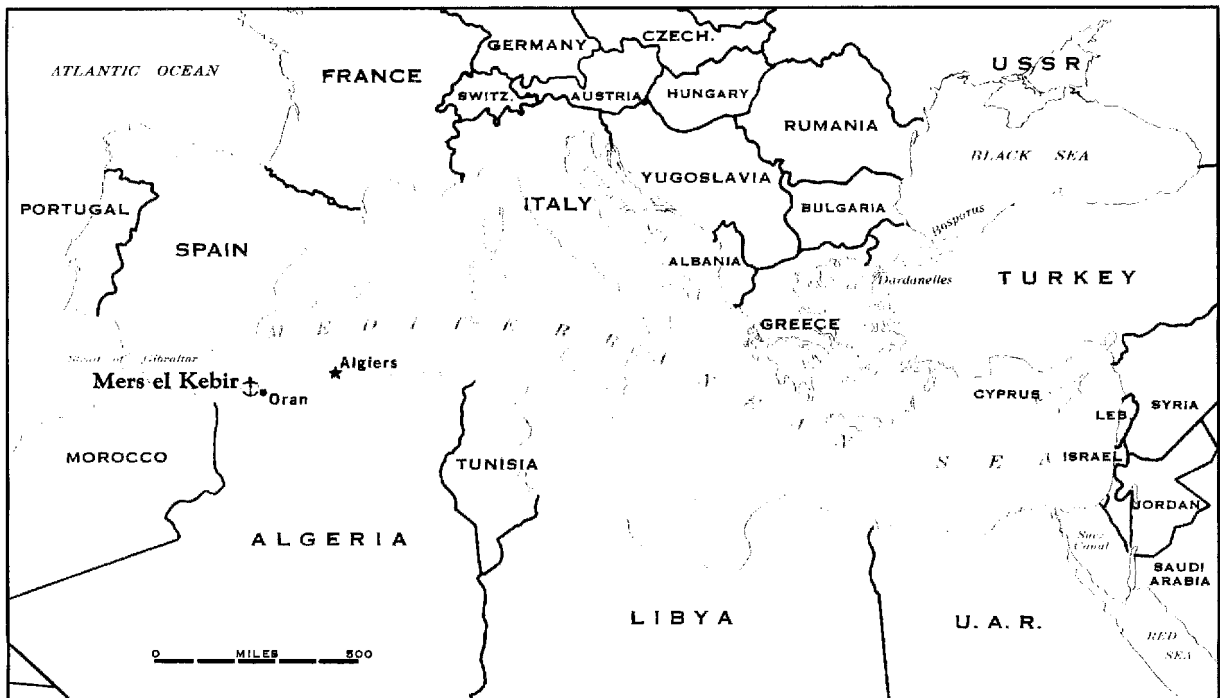 ATLANTIC OCEAN
FRANCE
GERMANY
CZECH.
USSR
SWITZ.
AUSTRIA
HUNGARY
RUMANIA
BLACK SEA
PORTUGAL
SPAIN
ITALY
YUGOSLAVIA
BULGARIA
Bosporus
ALBANIA
Dardanelles
TURKEY
GREECE
MEDITERRANEAN SEA
Strait of Gibraltar
Algiers
Mers el Kebir
Oran
CYPRUS
LEB.
SYRIA
MOROCCO
TUNISIA
ISRAEL
JORDAN
ALGERIA
Suez
Canal
SAUDI
ARABIA
LIBYA
U.A.R.
RED
SEA
0 MILES 500